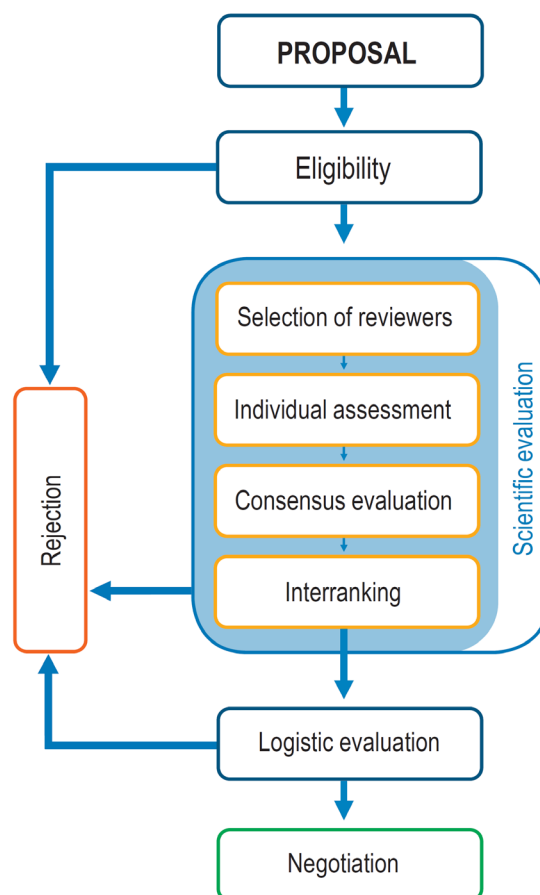 PROPOSAL
Eligibility
Selection of reviewers
Individual assessment
Consensus evaluation
Interranking
Scientific evaluation
Rejection
Logistic evaluation
Negotiation